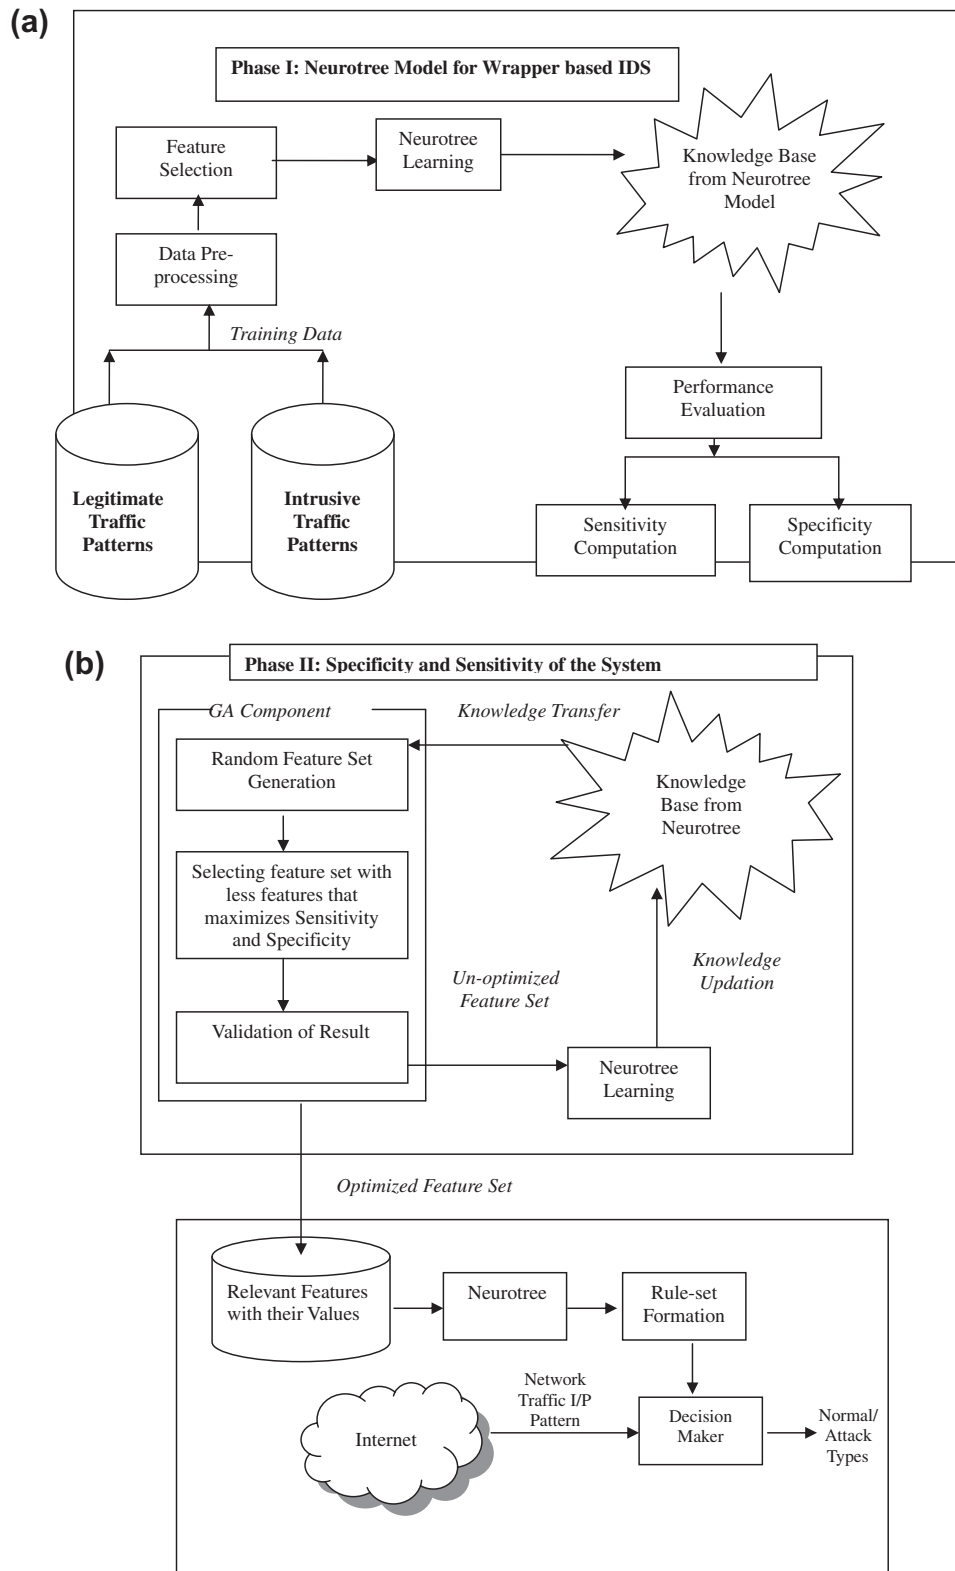 (a)
Phase I: Neurotree Model for Wrapper based IDS
Feature
Selection
Neurotree
Learning
Knowledge Base
from Neurotree
Model
Data Pre-
processing
Training Data
Performance
Evaluation
Legitimate
Traffic
Patterns
Intrusive
Traffic
Patterns
Sensitivity
Computation
Specificity
Computation
(b)
Phase II: Specificity and Sensitivity of the System
GA Component
Knowledge Transfer
Random Feature Set
Generation
Knowledge
Base from
Neurotree
Selecting feature set with
less features that
maximizes Sensitivity
and Specificity
Un-optimized
Feature Set
Knowledge
Updation
Validation of Result
Neurotree
Learning
Optimized Feature Set
Relevant Features
with their Values
Neurotree
Rule-set
Formation
Network
Traffic I/P
Pattern
Internet
Decision
Maker
Normal/
Attack
Types